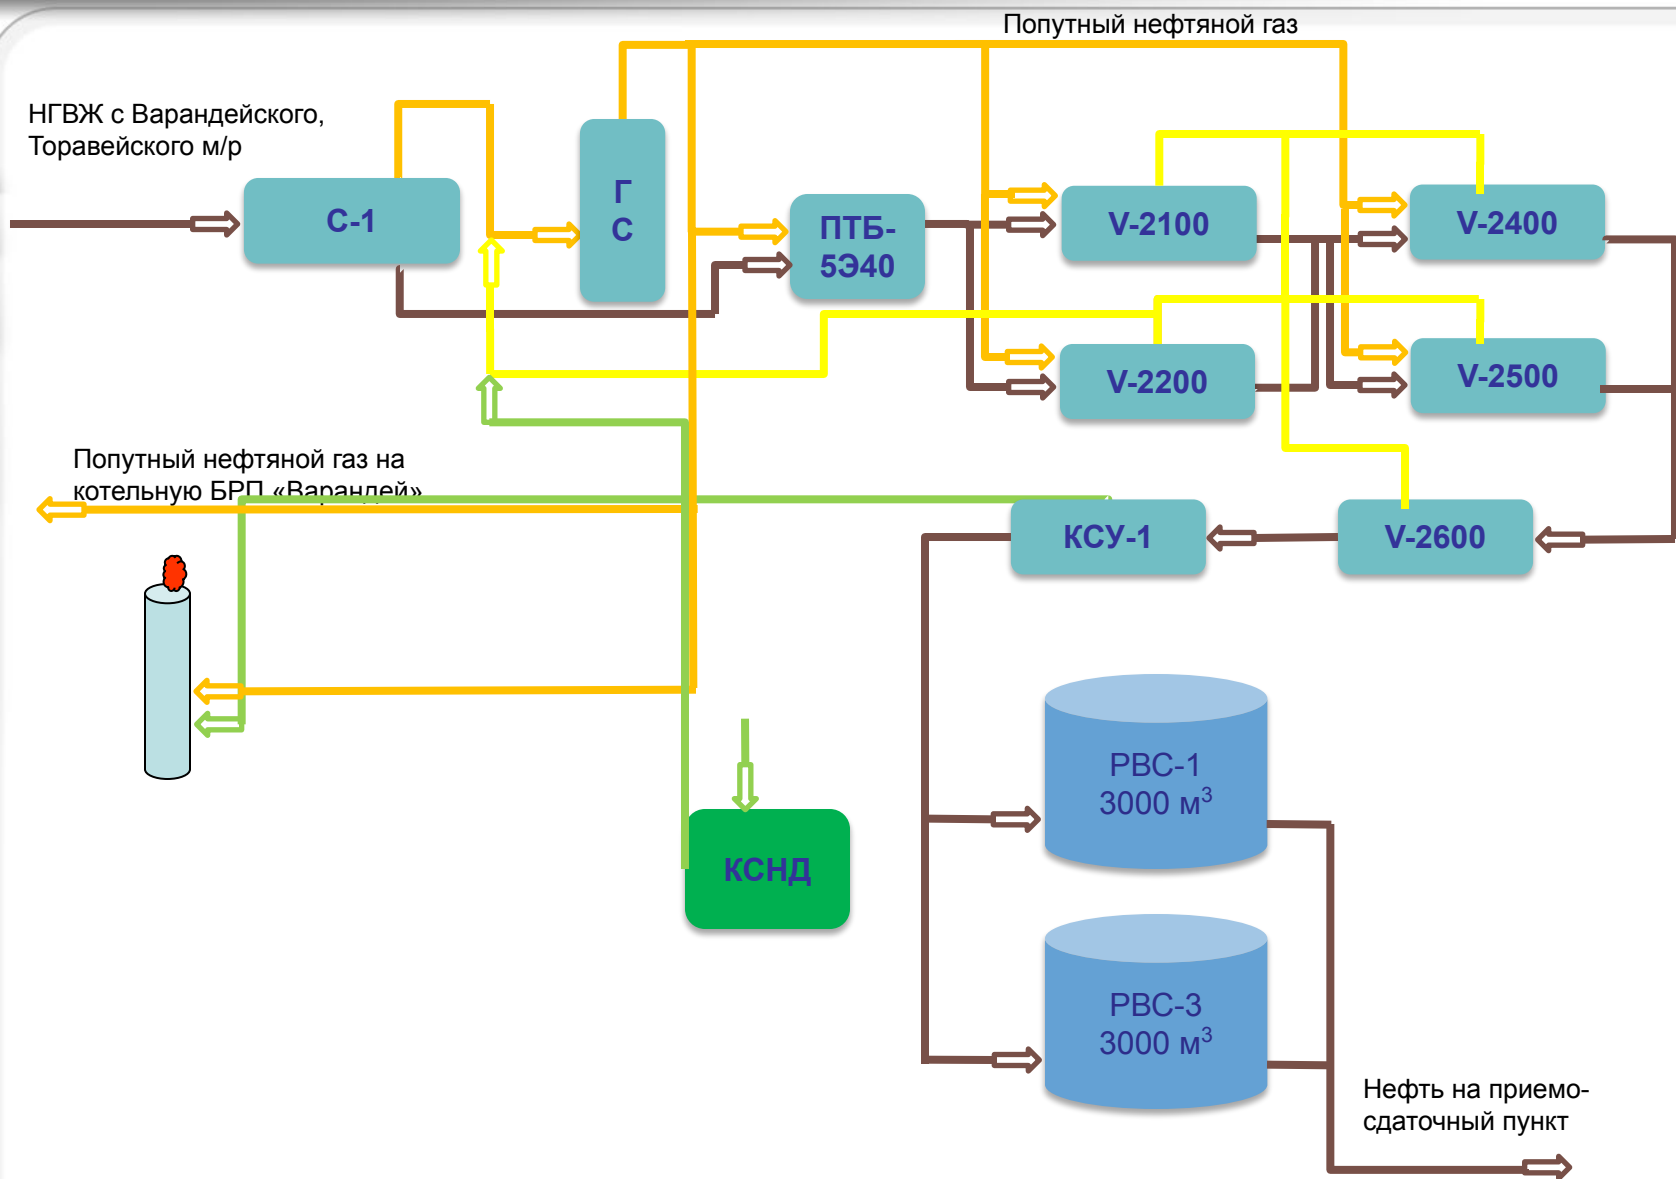 Попутный нефтяной газ
НГВЖ с Варандейского,
Торавейского м/р
С-1
Г
С
ПТБ-
5Э40
V-2100
V-2400
V-2200
V-2500
Попутный нефтяной газ на
котельную БРП «Варандей»
КСУ-1
V-2600
РВС-1
3000 м³
КСНД
РВС-3
3000 м³
Нефть на приемо-
сдаточный пункт